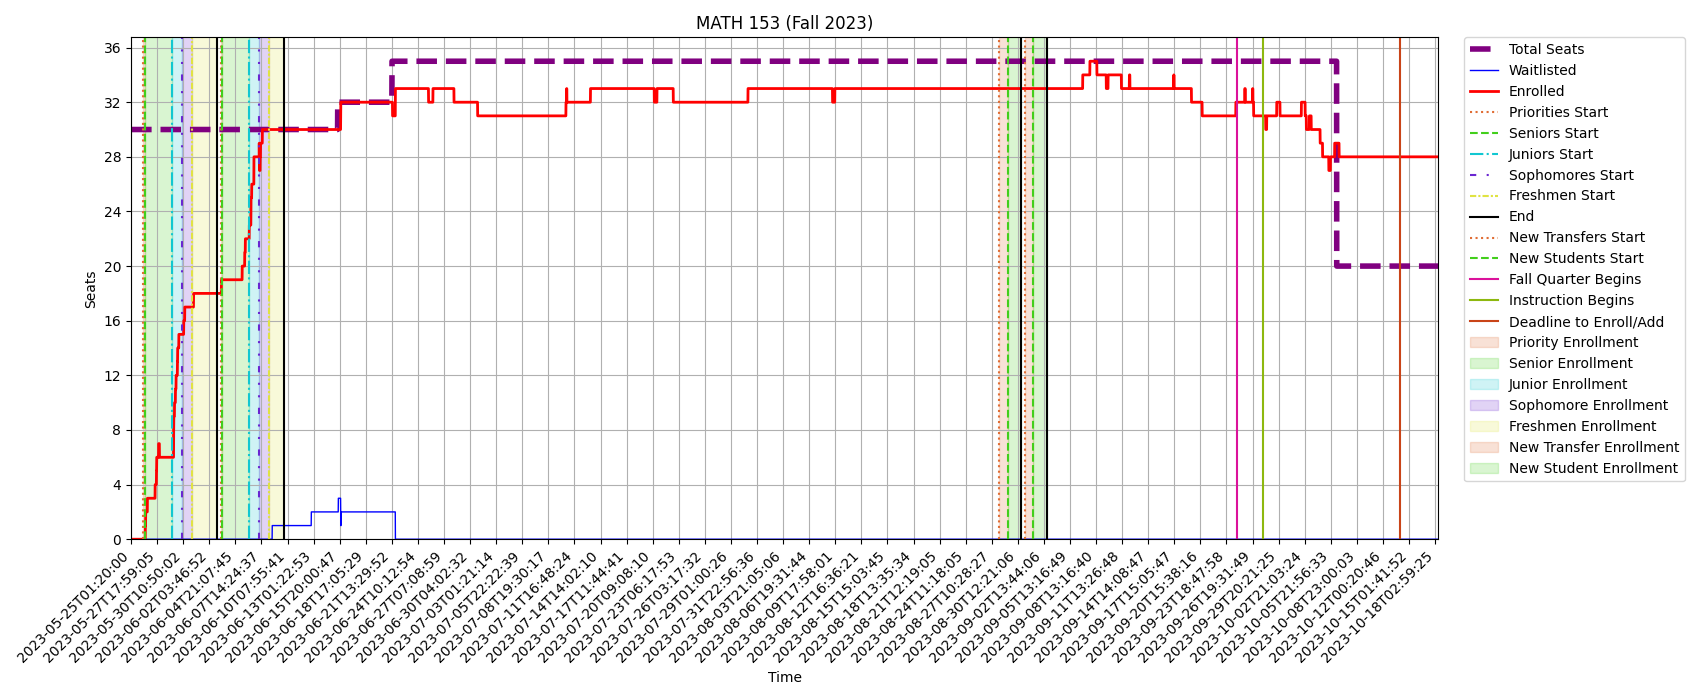 MATH 153 (Fall 2023)
Seats
36
32
28
24
20
16
12
8
4
0
2023-05-25T01:20:00
2023-05-27T17:59:05
2023-05-30T10:50:02
2023-06-02T03:46:52
2023-06-04T21:07:45
2023-06-07T14:24:37
2023-06-10T07:55:41
2023-06-13T01:22:53
2023-06-15T20:00:47
2023-06-18T17:05:29
2023-06-21T13:29:52
2023-06-24T10:12:54
2023-06-27T07:08:59
2023-06-30T04:02:32
2023-07-03T01:21:14
2023-07-05T22:22:39
2023-07-08T19:30:17
2023-07-11T16:48:24
2023-07-14T14:02:10
2023-07-17T11:44:41
2023-07-20T09:08:10
2023-07-23T06:17:53
2023-07-26T03:17:32
2023-07-29T01:00:26
2023-07-31T22:56:36
2023-08-03T21:05:06
2023-08-06T19:31:44
2023-08-09T17:58:01
2023-08-12T16:36:21
2023-08-15T15:03:45
2023-08-18T13:35:34
2023-08-21T12:19:05
2023-08-24T11:18:05
2023-08-27T10:28:27
2023-08-30T12:21:06
2023-09-02T13:44:06
2023-09-05T13:16:49
2023-09-08T13:16:40
2023-09-11T13:26:48
2023-09-14T14:08:47
2023-09-17T15:05:47
2023-09-20T15:38:16
2023-09-23T18:47:58
2023-09-26T19:31:49
2023-09-29T20:21:25
2023-10-02T21:03:24
2023-10-05T21:56:33
2023-10-08T23:00:03
2023-10-12T00:20:46
2023-10-15T01:41:52
2023-10-18T02:59:25
Time
Total Seats
Waitlisted
Enrolled
Priorities Start
Seniors Start
Juniors Start
Sophomores Start
Freshmen Start
End
New Transfers Start
New Students Start
Fall Quarter Begins
Instruction Begins
Deadline to Enroll/Add
Priority Enrollment
Senior Enrollment
Junior Enrollment
Sophomore Enrollment
Freshmen Enrollment
New Transfer Enrollment
New Student Enrollment